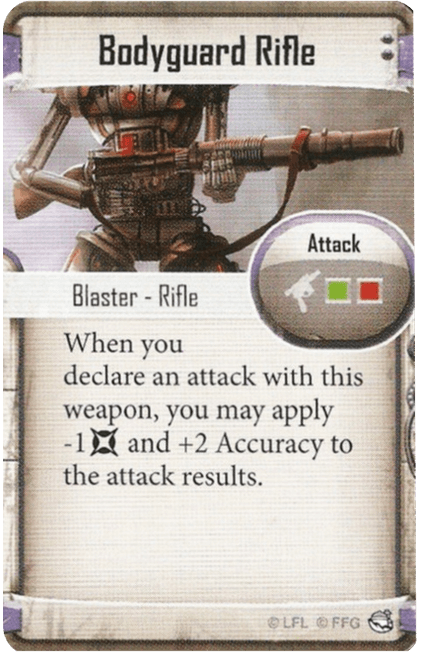 Bodyguard Rifle
Attack
Blaster - Rifle
When you
declare an attack with this
weapon, you may apply
-1 and +2 Accuracy to
the attack results.
© LFL © FFG